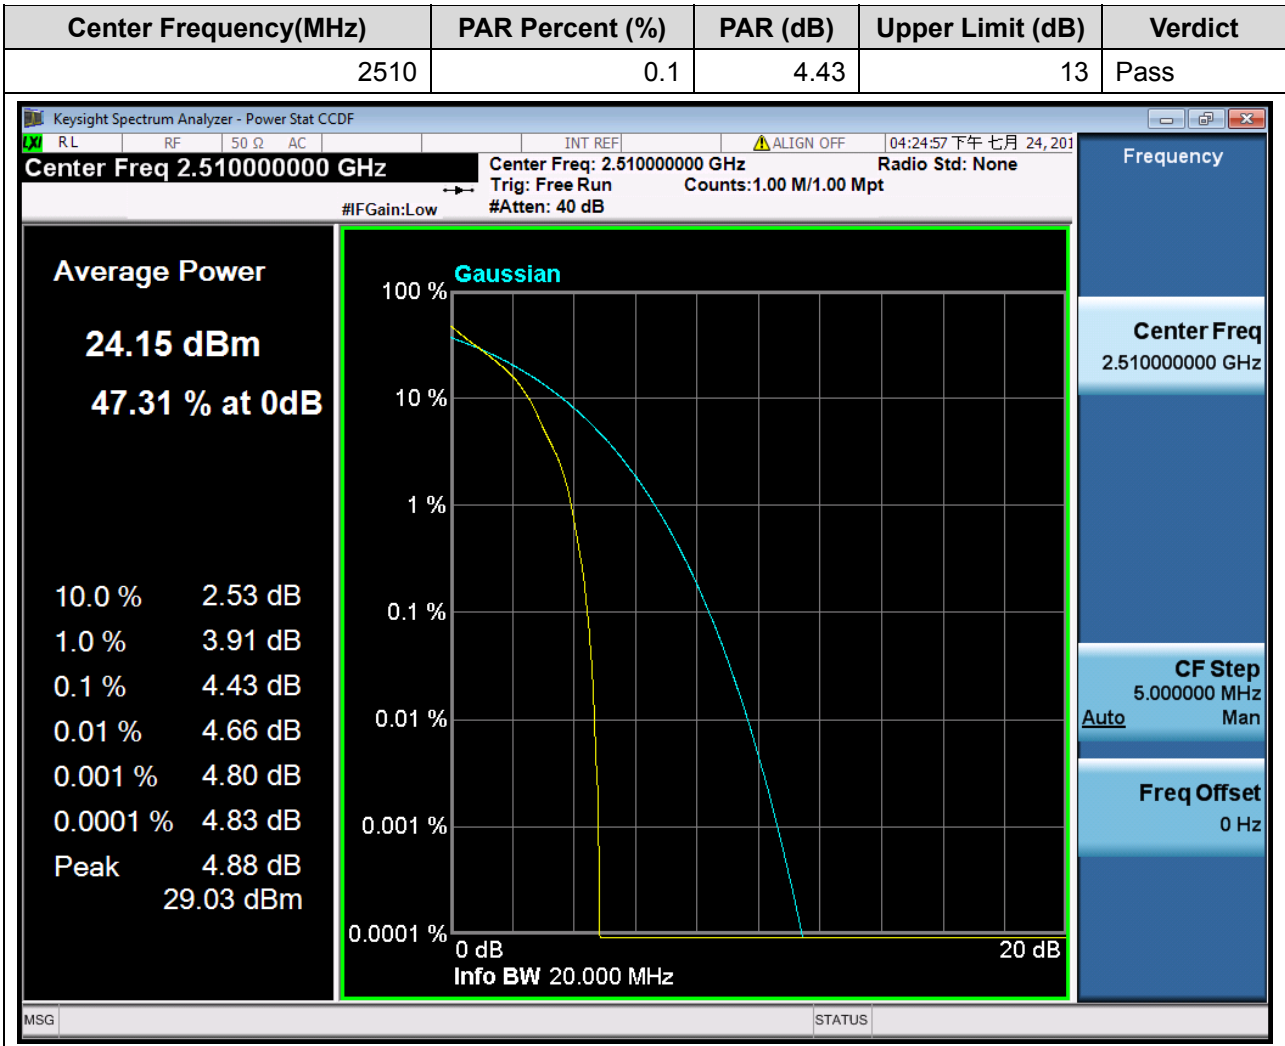 Center Frequency(MHz) PAR Percent (%) PAR (dB) Upper Limit (dB) Verdict
2510 0.1 4.43 13 Pass
Keysight Spectrum Analyzer - Power Stat CCDF
LXI RL RF 50 Ω AC INT REF ALIGN OFF 04:24:57 下午 七月 24, 201
Center Freq 2.510000000 GHz
Center Freq: 2.510000000 GHz Radio Std: None
Trig: Free Run Counts:1.00 M/1.00 Mpt
#IFGain:Low #Atten: 40 dB
Average Power
24.15 dBm
47.31 % at 0dB
10.0 % 2.53 dB
1.0 % 3.91 dB
0.1 % 4.43 dB
0.01 % 4.66 dB
0.001 % 4.80 dB
0.0001 % 4.83 dB
Peak 4.88 dB
29.03 dBm
Gaussian
100 %
10 %
1 %
0.1 %
0.01 %
0.001 %
0.0001 %
0 dB 20 dB
Info BW 20.000 MHz
Frequency
Center Freq
2.510000000 GHz
CF Step
5.000000 MHz
Auto Man
Freq Offset
0 Hz
MSG STATUS